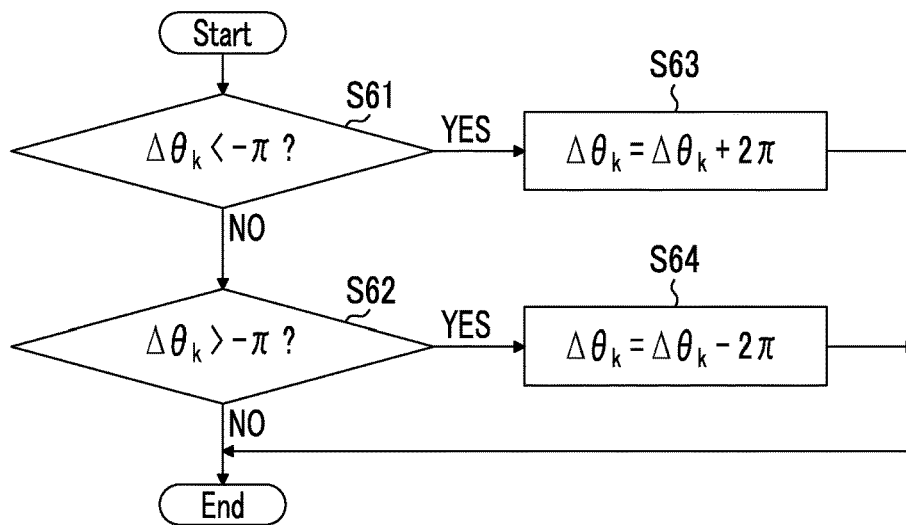 Start
S61
Δθk < -π ?
YES
S63
Δθk = Δθk + 2π
NO
S62
Δθk > -π ?
YES
S64
Δθk = Δθk - 2π
NO
End